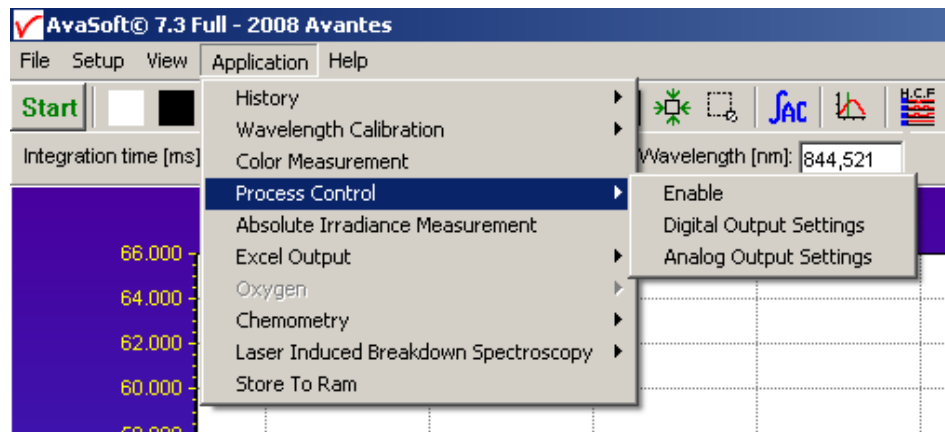 AvaSoft© 7.3 Full - 2008 Avantes
File Setup View Application Help
Start
History
Wavelength Calibration
Color Measurement
Process Control
Absolute Irradiance Measurement
Excel Output
Oxygen
Chemometry
Laser Induced Breakdown Spectroscopy
Store To Ram
Enable
Digital Output Settings
Analog Output Settings
∫AC
H.C.F
Integration time [ms]
Wavelength [nm]: 844,521
66.000
64.000
62.000
60.000